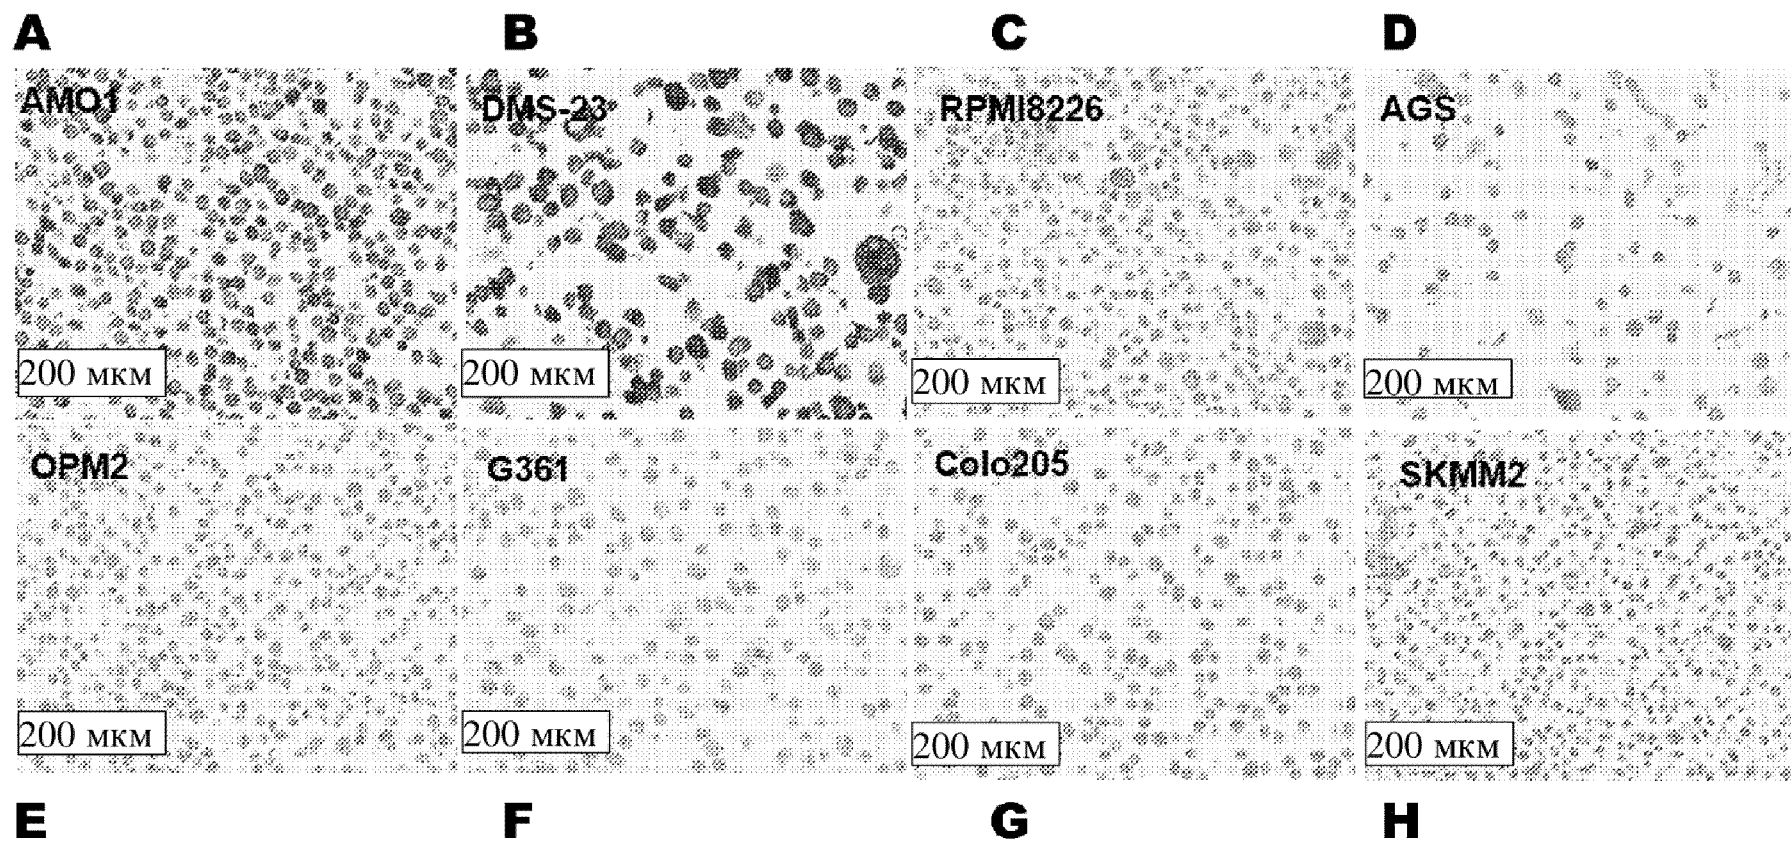 A B C D
AMO1 DMS-23 RPMI8226 AGS
200 мкм 200 мкм 200 мкм 200 мкм
OPM2 G361 Colo205 SKMM2
200 мкм 200 мкм 200 мкм 200 мкм
E F G H